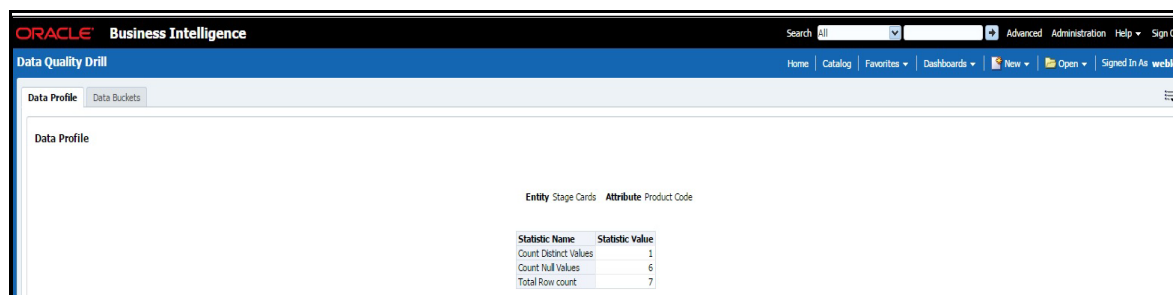 ORACLE Business Intelligence Search All Advanced Administration Help Sign
Data Quality Drill Home Catalog Favorites Dashboards New Open Signed In As
Data Profile Data Buckets
Data Profile
Entity Stage Cards Attribute Product Code
Statistic Name Statistic Value
Count Distinct Values 1
Count Null Values 6
Total Row count 7